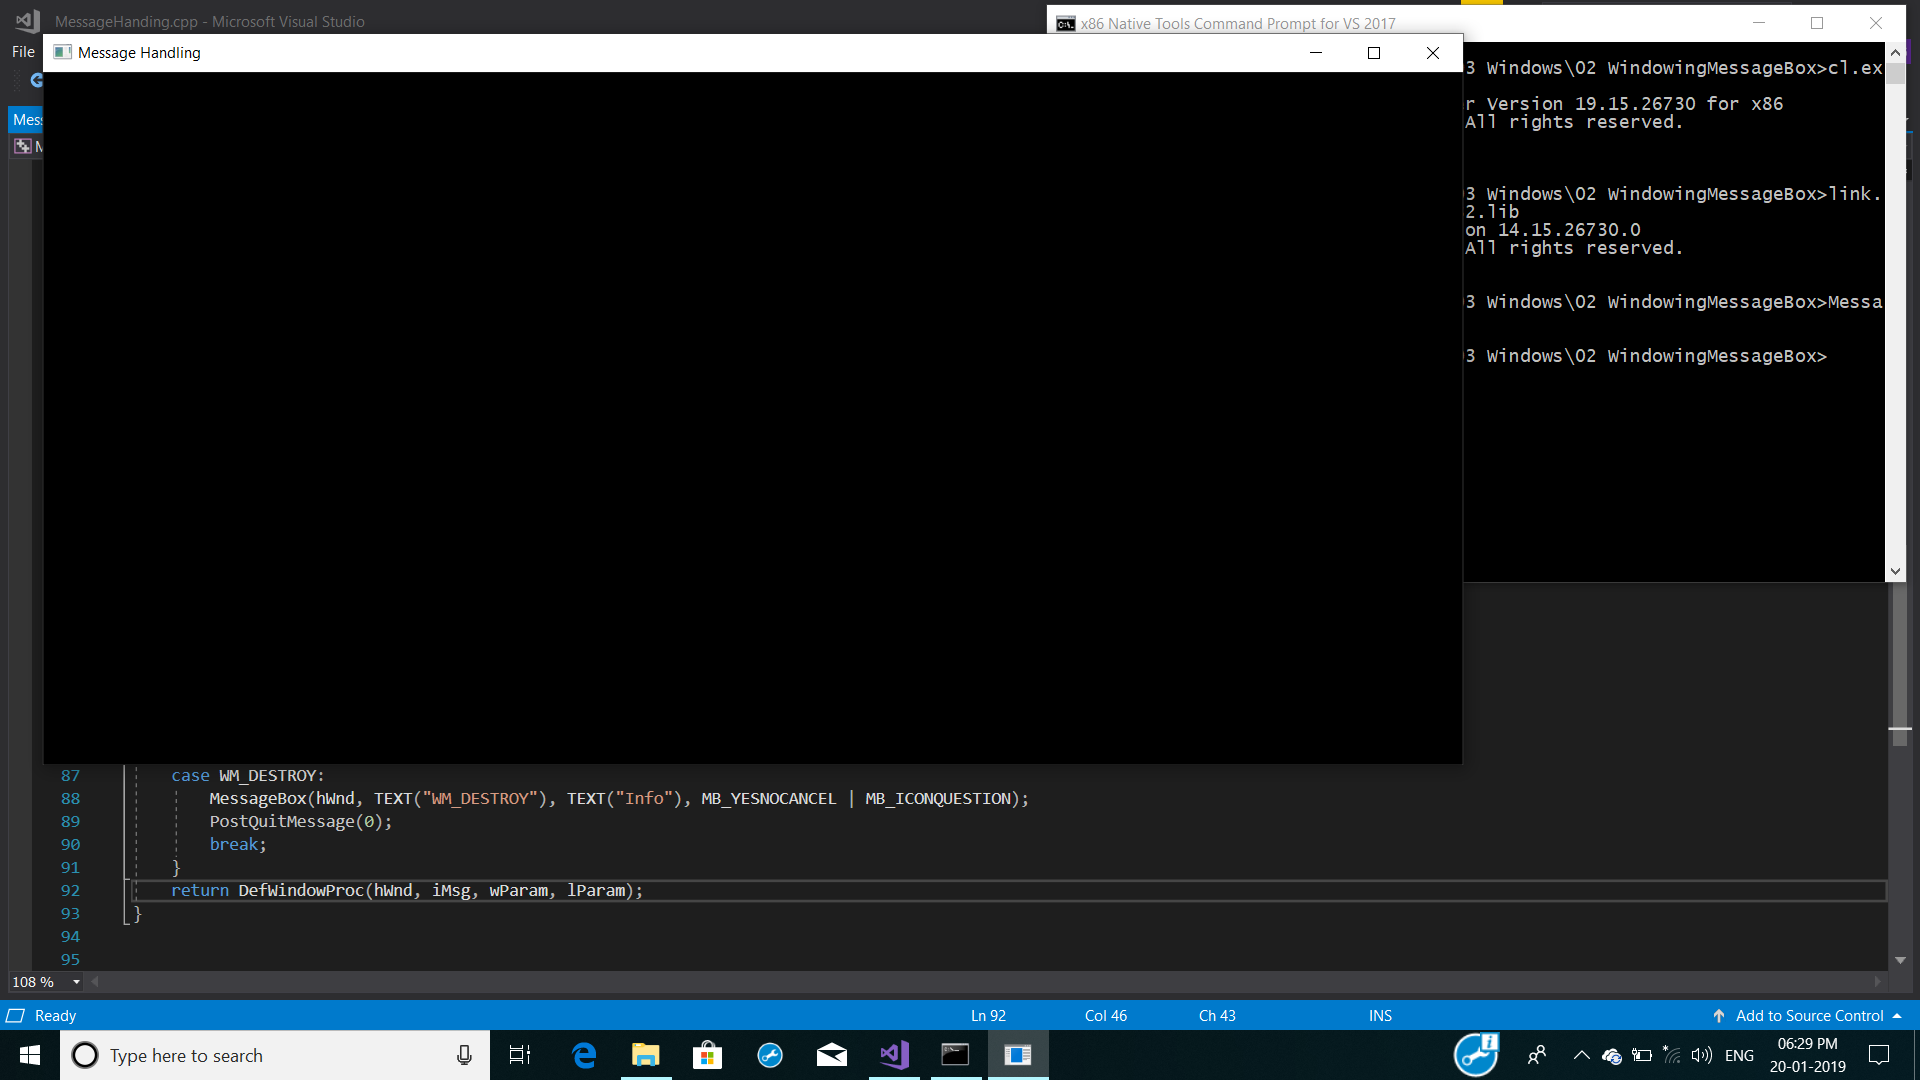 MessageHanding.cpp - Microsoft Visual Studio
x86 Native Tools Command Prompt for VS 2017
File
Message Handling
3 Windows\02 WindowingMessageBox>cl.ex
r Version 19.15.26730 for x86
All rights reserved.
3 Windows\02 WindowingMessageBox>link.
2.lib
on 14.15.26730.0
All rights reserved.
3 Windows\02 WindowingMessageBox>Messa
3 Windows\02 WindowingMessageBox>
Mess
87 case WM_DESTROY:
88 MessageBox(hWnd, TEXT("WM_DESTROY"), TEXT("Info"), MB_YESNOCANCEL | MB_ICONQUESTION);
89 PostQuitMessage(0);
90 break;
91 }
92 return DefWindowProc(hWnd, iMsg, wParam, lParam);
93 }
94
95
108 %
Ready Ln 92 Col 46 Ch 43 INS Add to Source Control
Type here to search
ENG
06:29 PM
20-01-2019